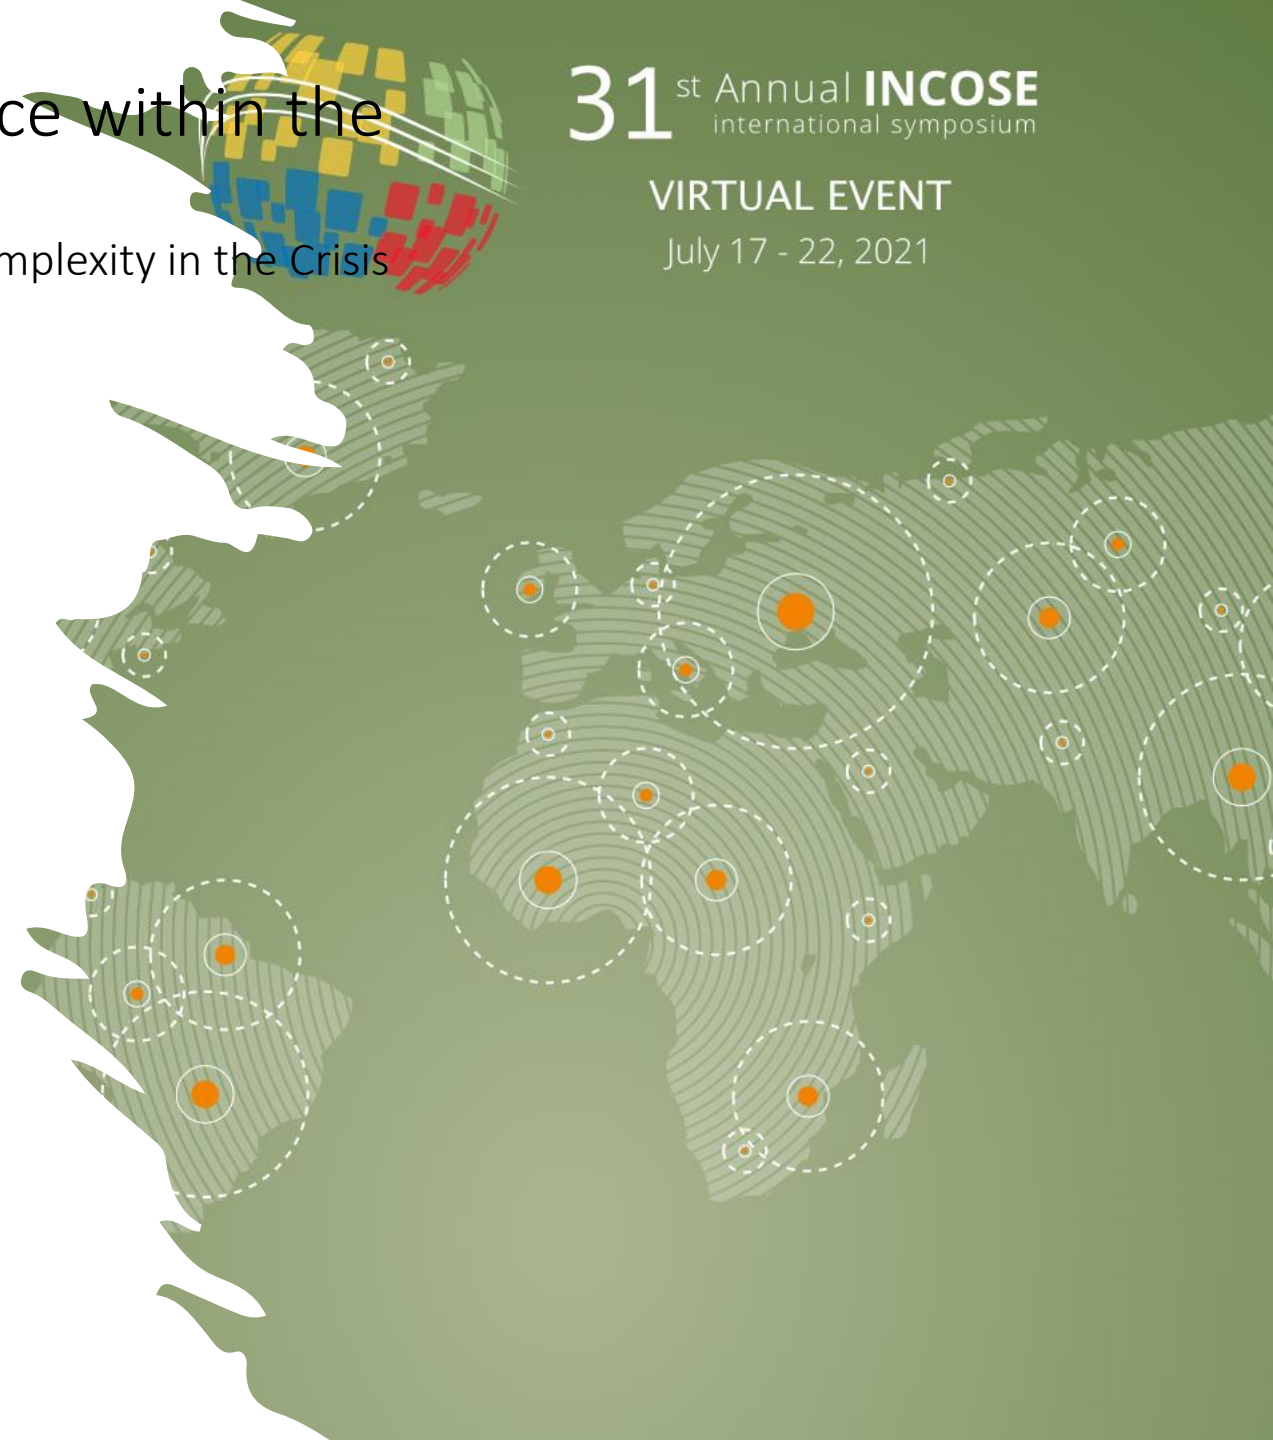 ce within the
mplexity in the Crisis
31st Annual INCOSE
international symposium
VIRTUAL EVENT
July 17 - 22, 2021